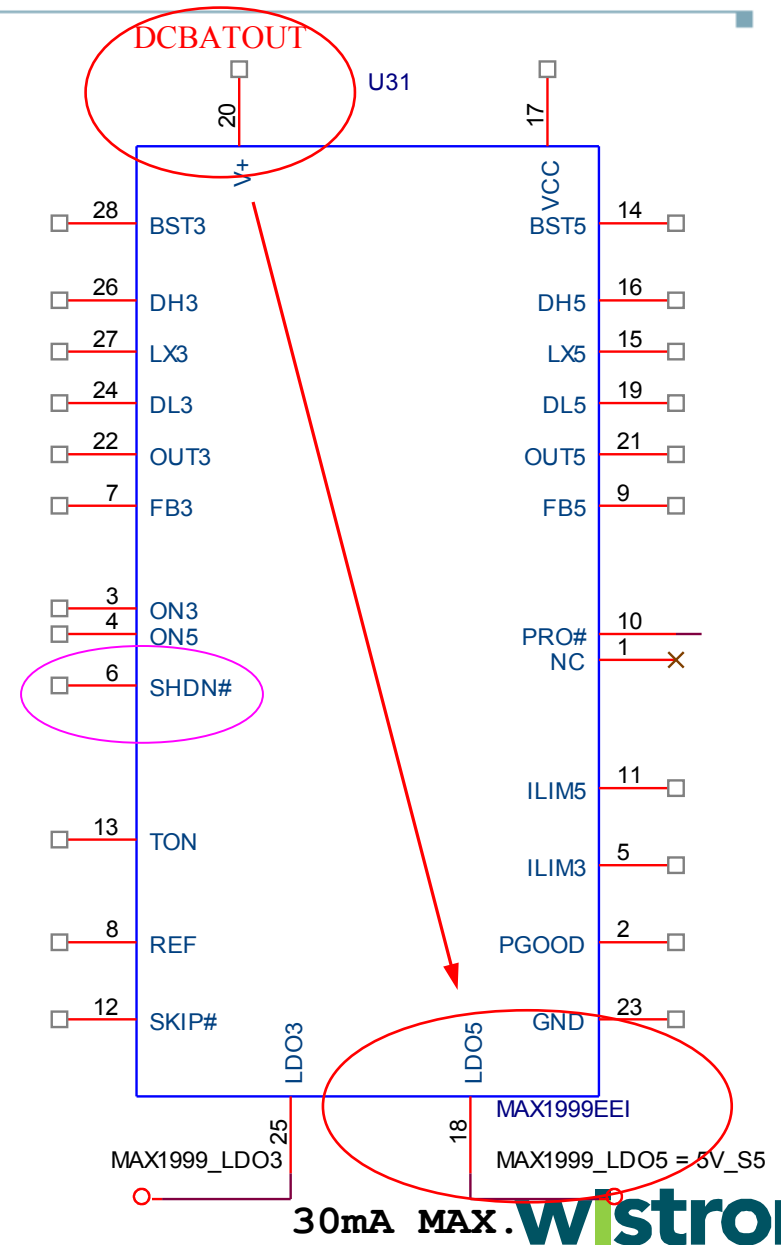 DCBATOUT
U31
20
17
V+
VCC
28 BST3
BST5 14
26 DH3
DH5 16
27 LX3
LX5 15
24 DL3
DL5 19
22 OUT3
OUT5 21
7 FB3
FB5 9
3 ON3
4 ON5
PRO# 10
NC 1
6 SHDN#
ILIM5 11
13 TON
ILIM3 5
8 REF
PGOOD 2
12 SKIP#
GND 23
LDO3
LDO5
MAX1999EEI
25
18
MAX1999_LDO3
MAX1999_LDO5 = 5V_S5
30mA MAX.
wistron